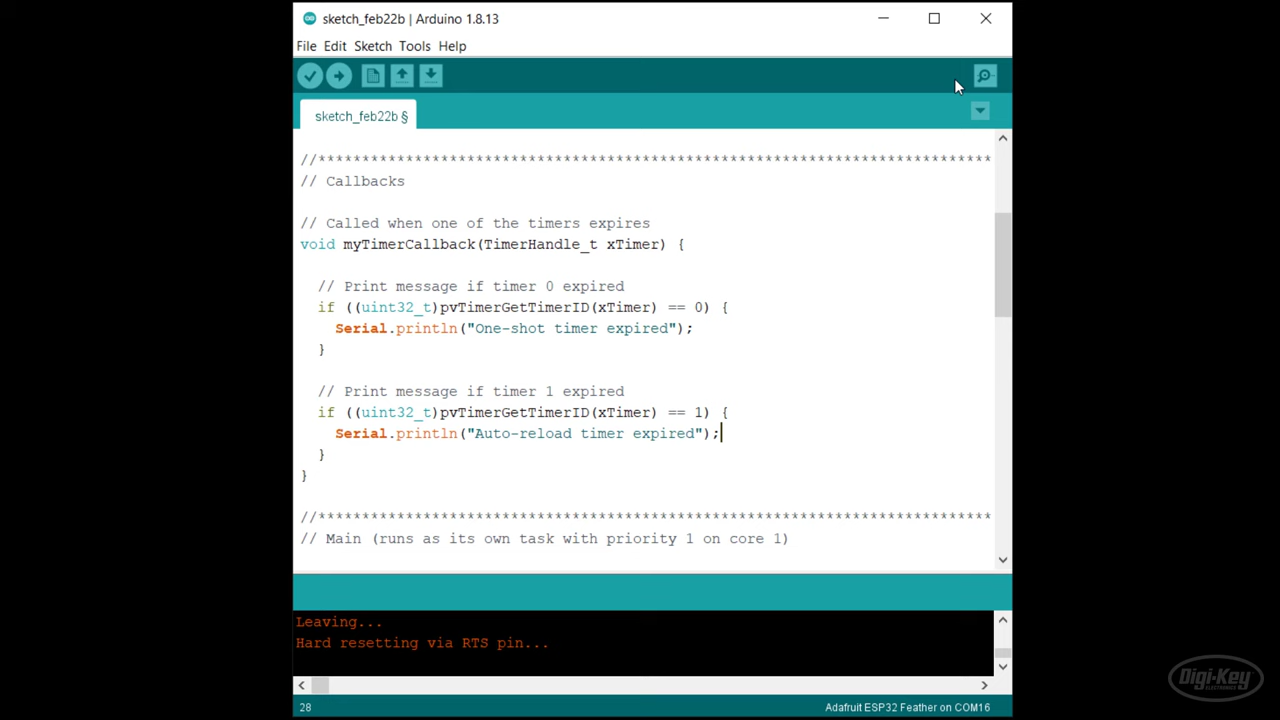 sketch_feb22b | Arduino 1.8.13
File Edit Sketch Tools Help
sketch_feb22b §
//******************************************************************************
// Callbacks
// Called when one of the timers expires
void myTimerCallback(TimerHandle_t xTimer) {
// Print message if timer 0 expired
if ((uint32_t)pvTimerGetTimerID(xTimer) == 0) {
Serial.println("One-shot timer expired");
}
// Print message if timer 1 expired
if ((uint32_t)pvTimerGetTimerID(xTimer) == 1) {
Serial.println("Auto-reload timer expired");
}
}
//******************************************************************************
// Main (runs as its own task with priority 1 on core 1)
Leaving...
Hard resetting via RTS pin...
28
Adafruit ESP32 Feather on COM16
Digi-Key
ELECTRONICS